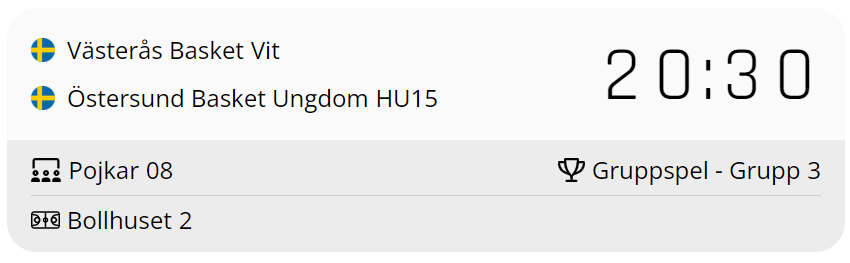 Västerås Basket Vit
Östersund Basket Ungdom HU15
20:30
Pojkar 08
Gruppspel - Grupp 3
Bollhuset 2